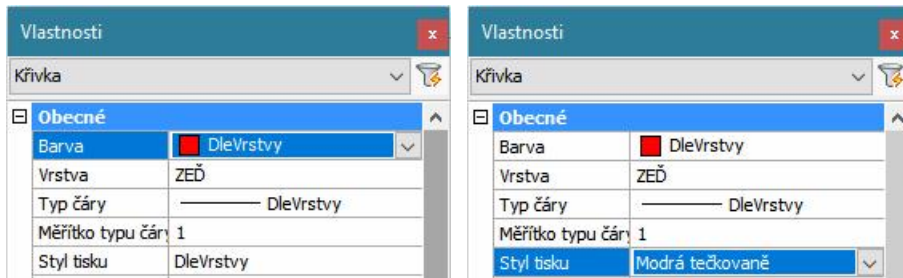 Vlastnosti
x
Křivka
Obecné
Barva DleVrstvy
Vrstva ZEĎ
Typ čáry DleVrstvy
Měřítko typu čáry 1
Styl tisku DleVrstvy
Vlastnosti
x
Křivka
Obecné
Barva DleVrstvy
Vrstva ZEĎ
Typ čáry DleVrstvy
Měřítko typu čáry 1
Styl tisku Modrá tečkovaně